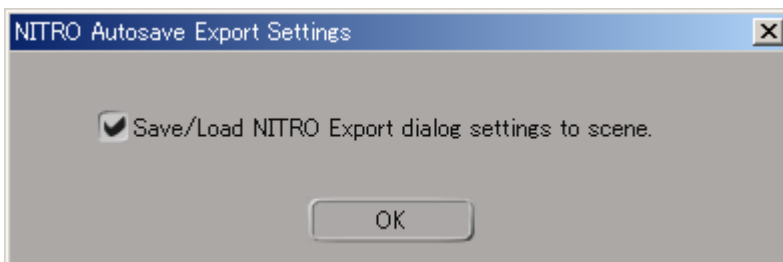 NITRO Autosave Export Settings
Save/Load NITRO Export dialog settings to scene.
OK